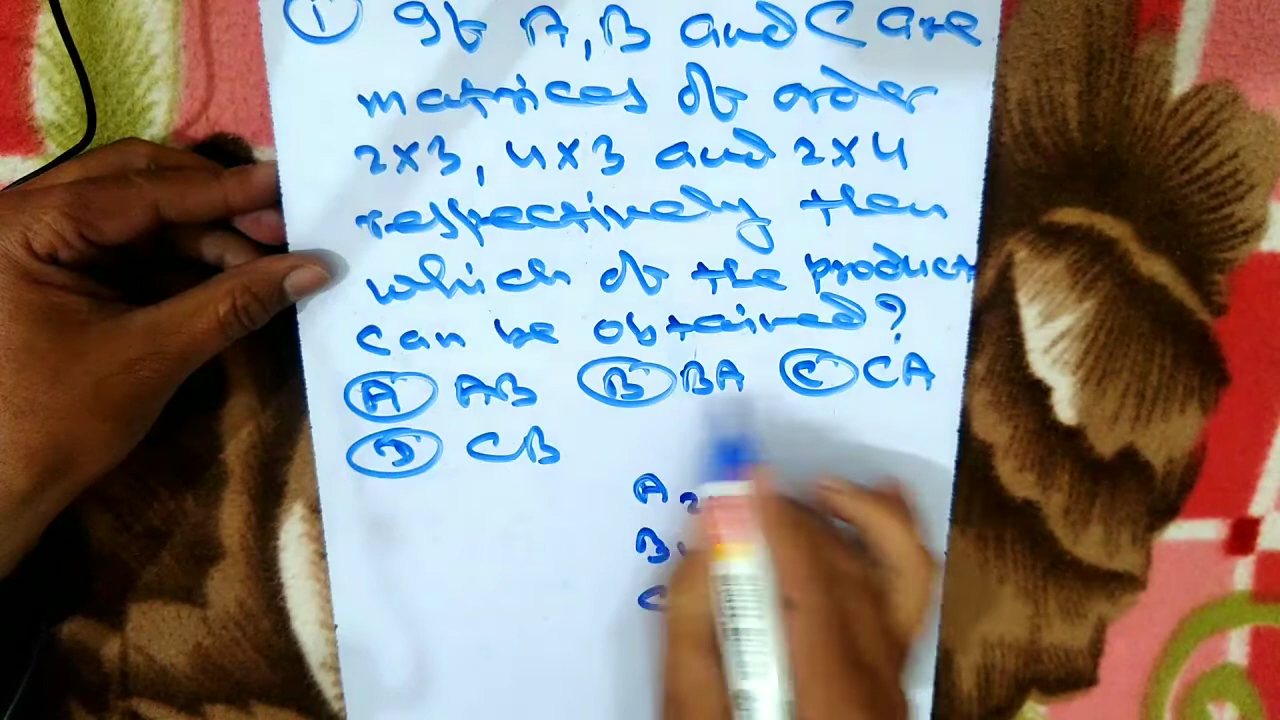 ① If A, B and C are
matrices of order
2×3, 4×3 and 2×4
respectively then
which of the product
can be obtained?
Ⓐ AB Ⓑ BA Ⓒ CA
Ⓓ CB
A 2
B
C